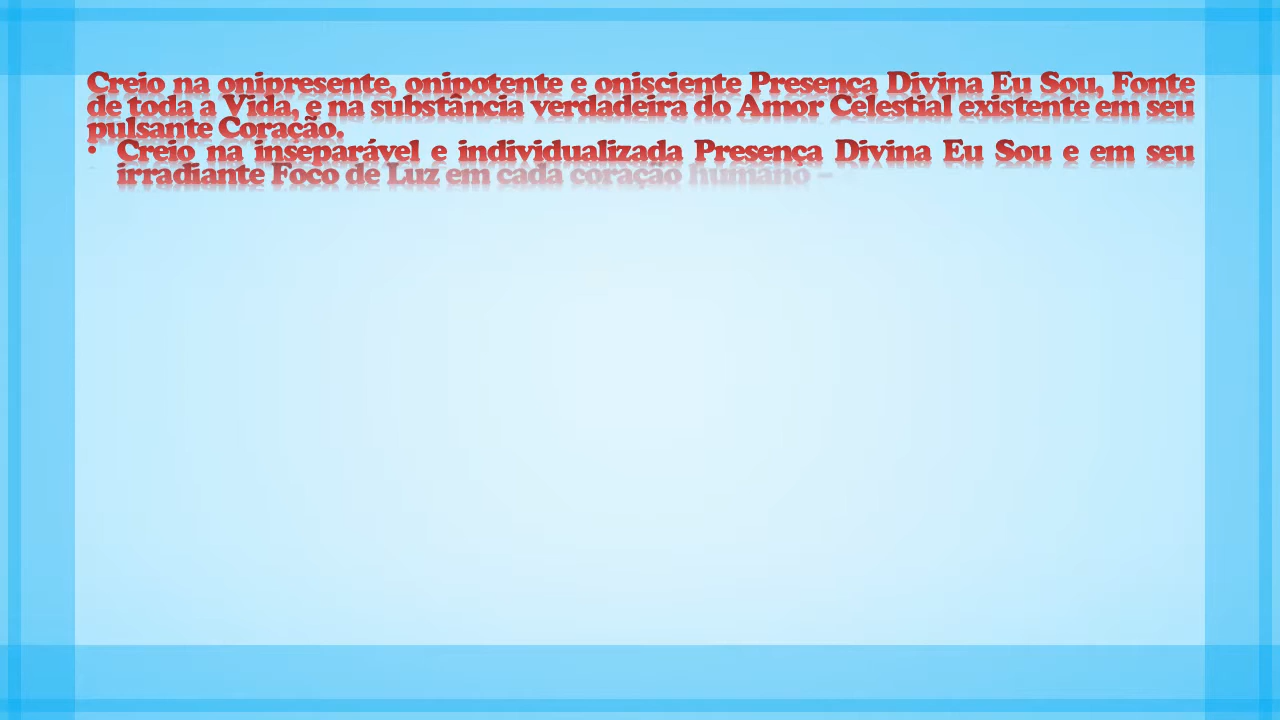 Creio na onipresente, onipotente e onisciente Presença Divina Eu Sou, Fonte
de toda a Vida, e na substância verdadeira do Amor Celestial existente em seu
pulsante Coração.
• Creio na inseparável e individualizada Presença Divina Eu Sou e em seu
irradiante Foco de Luz em cada coração humano –